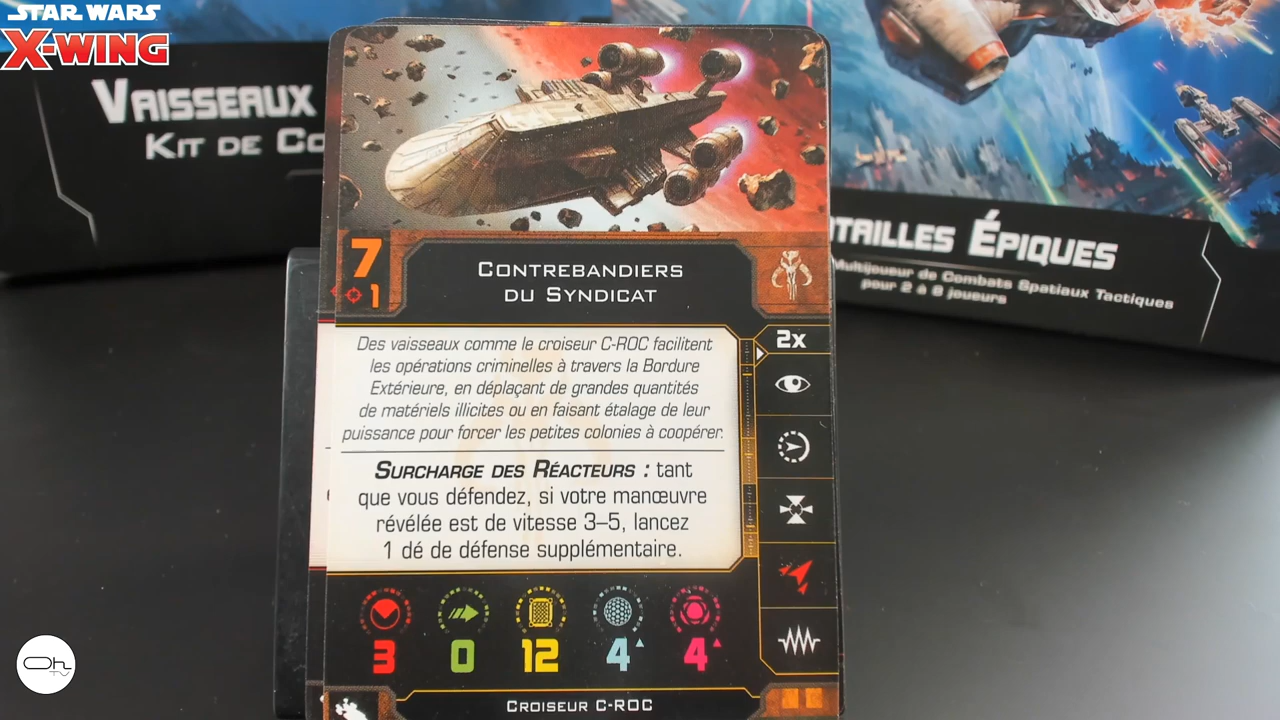 STAR WARS
X-WING
VAISSEAUX
KIT DE CO
TAILLES ÉPIQUES
Multijoueur de Combats Spatiaux Tactiques
pour 2 à 8 joueurs
7
1
CONTREBANDIERS
DU SYNDICAT
2x
Des vaisseaux comme le croiseur C-ROC facilitent
les opérations criminelles à travers la Bordure
Extérieure, en déplaçant de grandes quantités
de matériels illicites ou en faisant étalage de leur
puissance pour forcer les petites colonies à coopérer.
SURCHARGE DES RÉACTEURS : tant
que vous défendez, si votre manœuvre
révélée est de vitesse 3–5, lancez
1 dé de défense supplémentaire.
3 0 12 4 4
CROISEUR C-ROC
Oh
TV